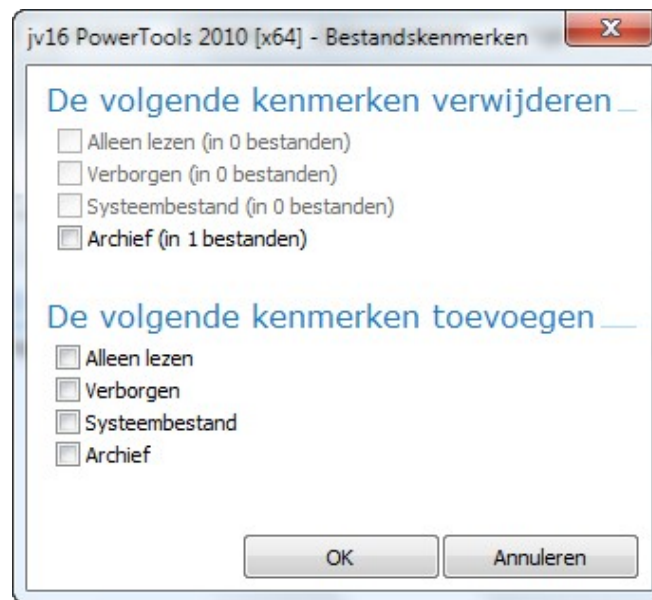 jv16 PowerTools 2010 [x64] - Bestandskenmerken
De volgende kenmerken verwijderen
Alleen lezen (in 0 bestanden)
Verborgen (in 0 bestanden)
Systeembestand (in 0 bestanden)
Archief (in 1 bestanden)
De volgende kenmerken toevoegen
Alleen lezen
Verborgen
Systeembestand
Archief
OK
Annuleren